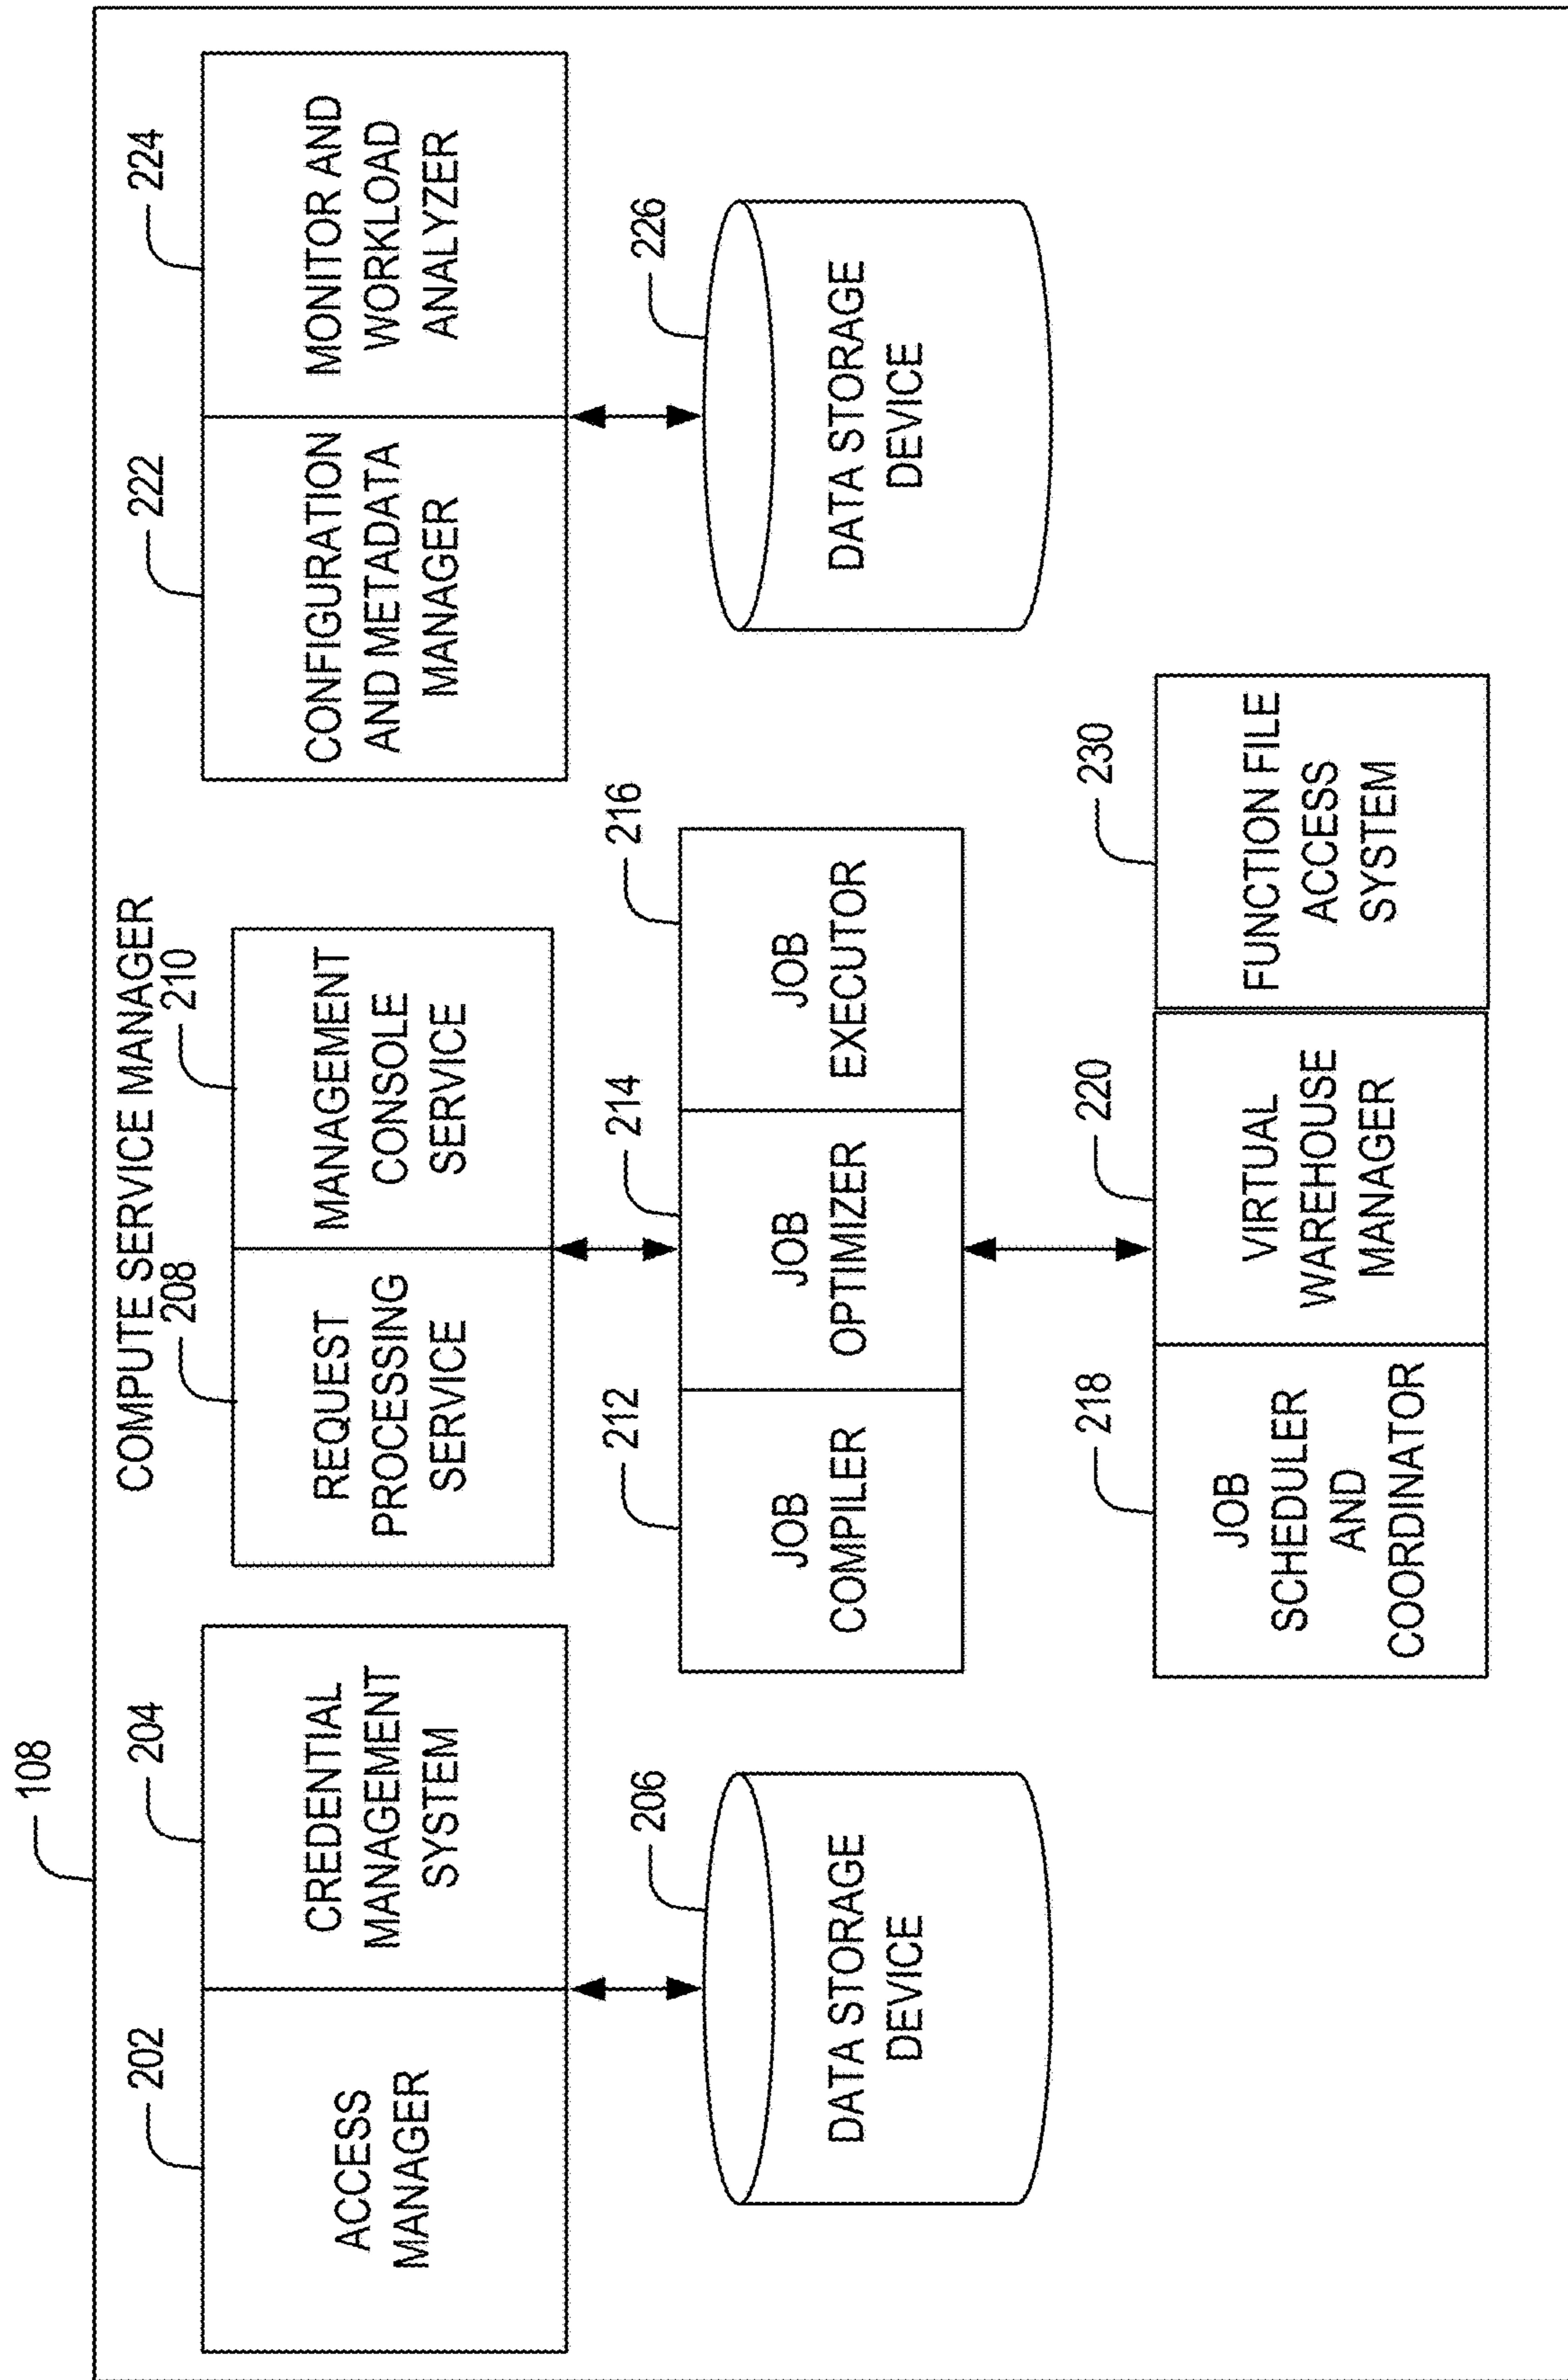 108
COMPUTE SERVICE MANAGER
202
ACCESS
MANAGER
204
CREDENTIAL
MANAGEMENT
SYSTEM
206
DATA STORAGE
DEVICE
208
REQUEST
PROCESSING
SERVICE
210
MANAGEMENT
CONSOLE
SERVICE
212
JOB
COMPILER
214
JOB
OPTIMIZER
216
JOB
EXECUTOR
218
JOB
SCHEDULER
AND
COORDINATOR
220
VIRTUAL
WAREHOUSE
MANAGER
230
FUNCTION FILE
ACCESS
SYSTEM
222
CONFIGURATION
AND METADATA
MANAGER
224
MONITOR AND
WORKLOAD
ANALYZER
226
DATA STORAGE
DEVICE